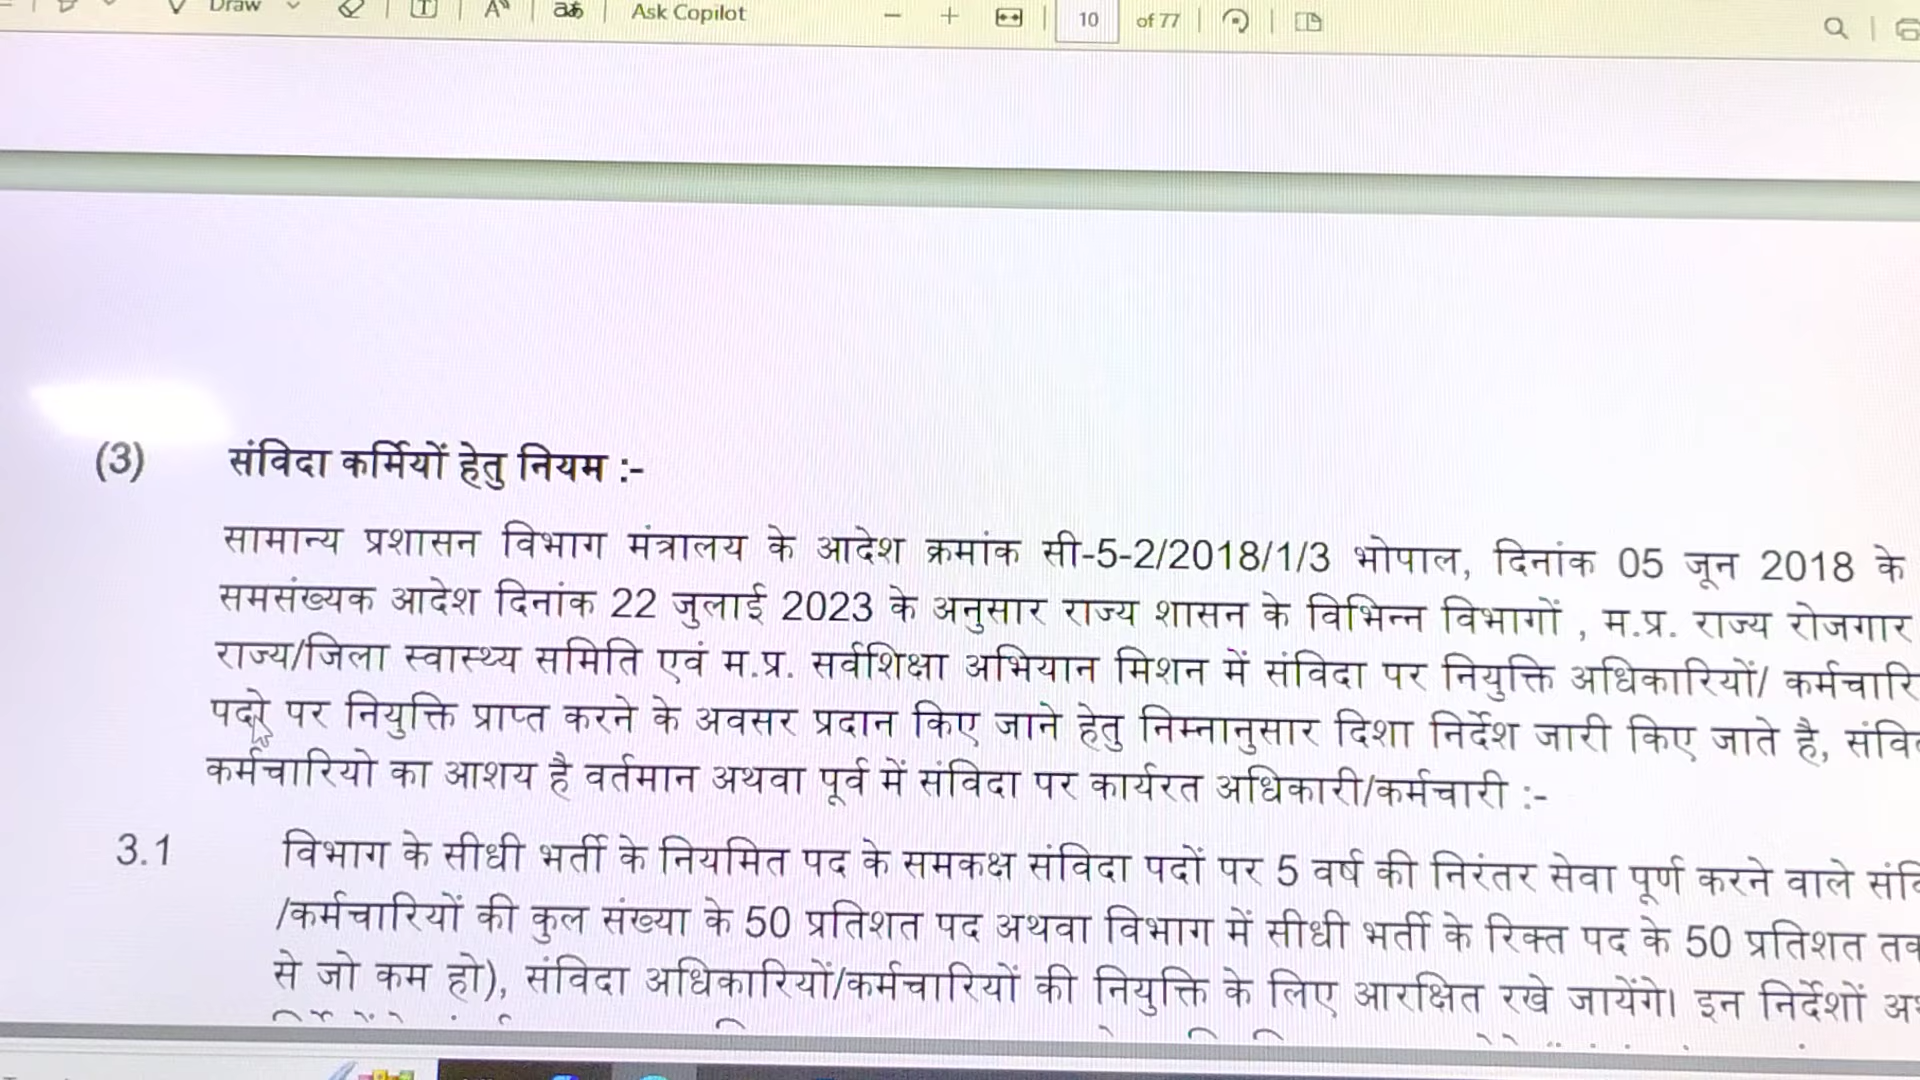 Draw
Ask Copilot
10 of 77
(3) संविदा कर्मियों हेतु नियम :-
सामान्य प्रशासन विभाग मंत्रालय के आदेश क्रमांक सी-5-2/2018/1/3 भोपाल, दिनांक 05 जून 2018 के
समसंख्यक आदेश दिनांक 22 जुलाई 2023 के अनुसार राज्य शासन के विभिन्न विभागों , म.प्र. राज्य रोजगार
राज्य/जिला स्वास्थ्य समिति एवं म.प्र. सर्वशिक्षा अभियान मिशन में संविदा पर नियुक्ति अधिकारियों/ कर्मचारि
पदो पर नियुक्ति प्राप्त करने के अवसर प्रदान किए जाने हेतु निम्नानुसार दिशा निर्देश जारी किए जाते है,
कर्मचारियो का आशय है वर्तमान अथवा पूर्व में संविदा पर कार्यरत अधिकारी/कर्मचारी :-
3.1 विभाग के सीधी भर्ती के नियमित पद के समकक्ष संविदा पदों पर 5 वर्ष की निरंतर सेवा पूर्ण करने वाले
/कर्मचारियों की कुल संख्या के 50 प्रतिशत पद अथवा विभाग में सीधी भर्ती के रिक्त पद के 50 प्रतिशत तक
से जो कम हो), संविदा अधिकारियों/कर्मचारियों की नियुक्ति के लिए आरक्षित रखे जायेंगे। इन निर्देशों